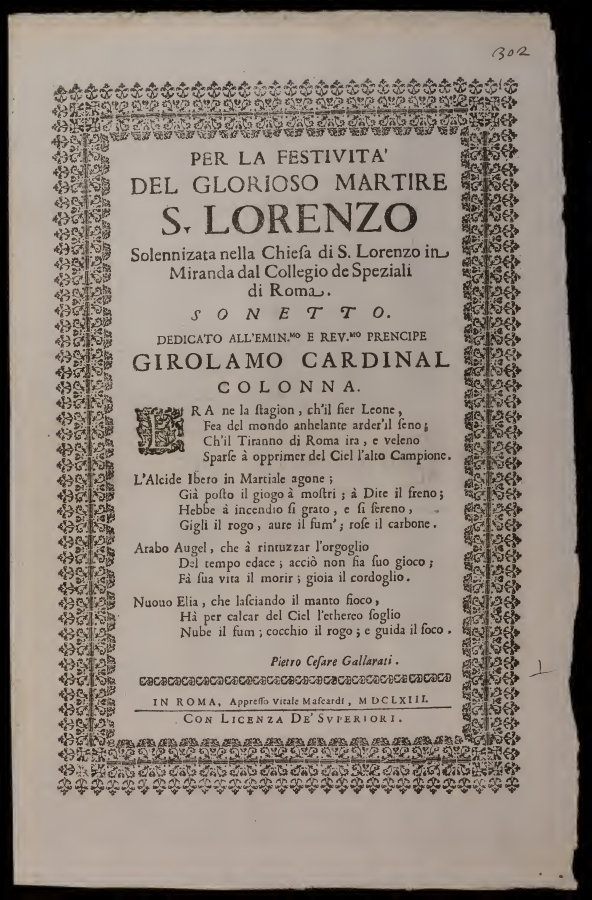 302
PER LA FESTIVITA'
DEL GLORIOSO MARTIRE
S. LORENZO
Solennizata nella Chieſa di S. Lorenzo in
Miranda dal Collegio de Speziali
di Roma.
SONETTO.
DEDICATO ALL'EMIN.MO E REV.MO PRENCIPE
GIROLAMO CARDINAL
COLONNA.
ERA ne la ſtagion, ch'il fier Leone,
Fea del mondo anhelante arder'il ſeno;
Ch'il Tiranno di Roma ira, e veleno
Sparſe à opprimer del Ciel l'alto Campione.
L'Alcide Ibero in Martiale agone;
Già poſto il giogo à moſtri; à Dite il freno;
Hebbe à incendio ſi grato, e ſi ſereno,
Gigli il rogo, aure il fum'; roſe il carbone.
Arabo Augel, che à rintuzzar l'orgoglio
Del tempo edace; acciò non ſia ſuo gioco;
Fà ſua vita il morir; gioia il cordoglio.
Nuouo Elia, che laſciando il manto fioco,
Hà per calcar del Ciel l'ethereo ſoglio
Nube il fum; cocchio il rogo; e guida il foco.
Pietro Ceſare Gallarati.
IN ROMA, Appreſſo Vitale Maſcardi, MDCLXIII.
CON LICENZA DE' SVPERIORI.